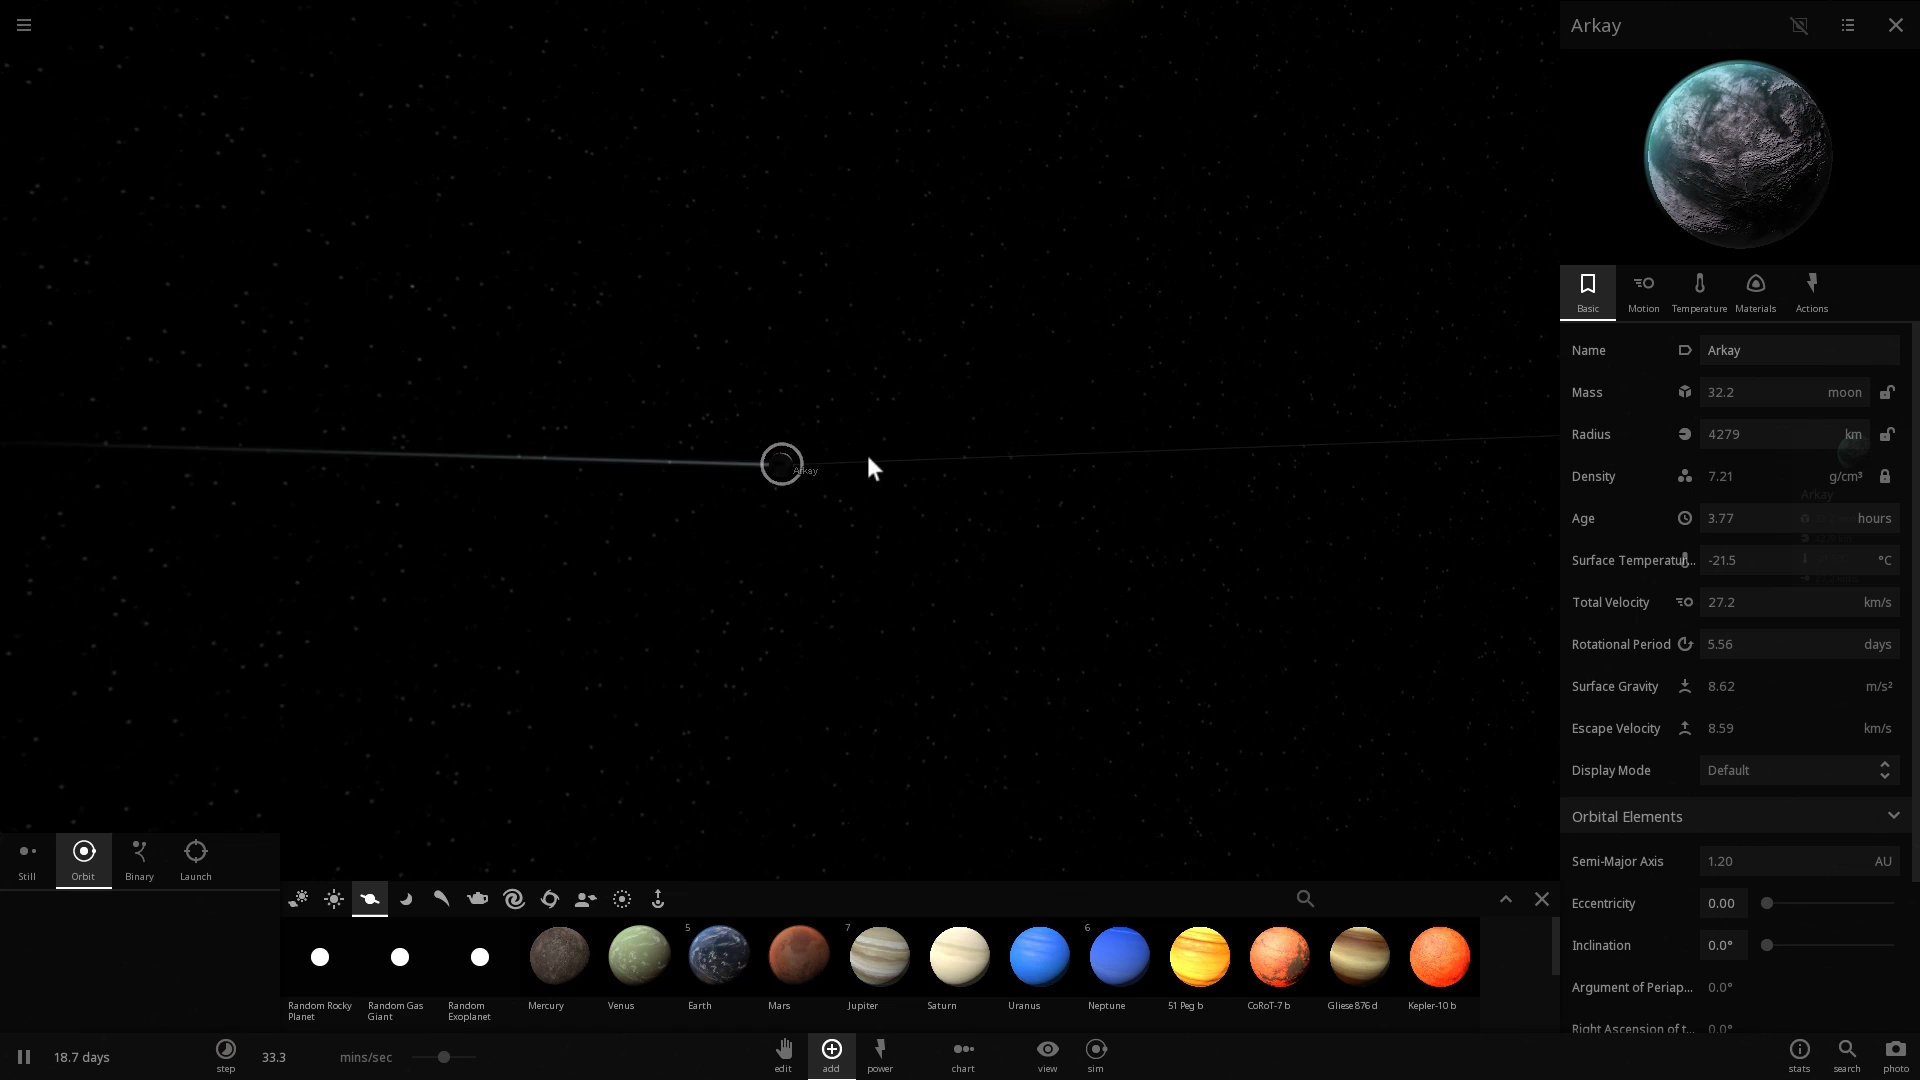 Arkay
Basic
Motion
Temperature
Materials
Actions
Name
Arkay
Mass
32.2
moon
Radius
4279
km
Density
7.21
g/cm³
Arkay
Age
3.77
hours
Surface Temperatur...
-21.5
°C
Total Velocity
27.2
km/s
Rotational Period
5.56
days
Surface Gravity
8.62
m/s²
Escape Velocity
8.59
km/s
Display Mode
Default
Orbital Elements
Semi-Major Axis
1.20
AU
Eccentricity
0.00
Inclination
0.0°
Argument of Periap...
0.0°
Right Ascension of t...
0.0°
Arkay
Still
Orbit
Binary
Launch
5
7
6
Random Rocky
Planet
Random Gas
Giant
Random
Exoplanet
Mercury
Venus
Earth
Mars
Jupiter
Saturn
Uranus
Neptune
51 Peg b
CoRoT-7 b
Gliese 876 d
Kepler-10 b
18.7 days
step
33.3
mins/sec
edit
add
power
chart
view
sim
stats
search
photo